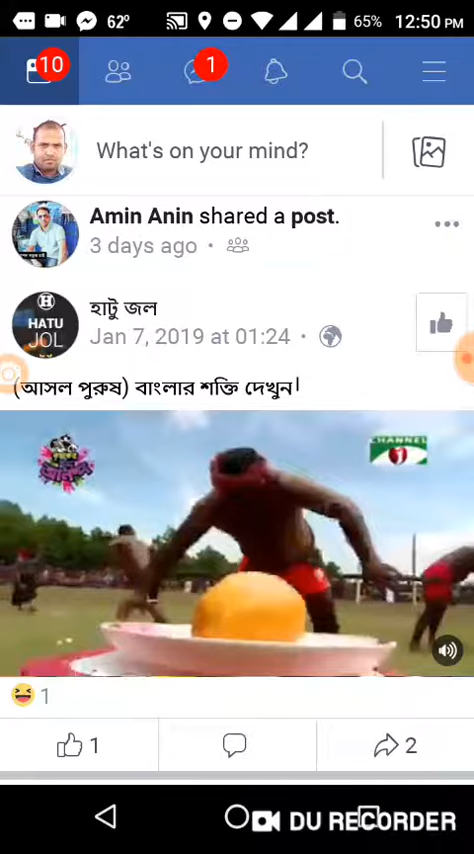 62° 65% 12:50 PM
10 1
What's on your mind?
Amin Anin shared a post.
3 days ago
হাটু জল
Jan 7, 2019 at 01:24
HATU
JOL
(আসল পুরুষ) বাংলার শক্তি দেখুন।
CHANNEL
1
1 2
DU RECORDER